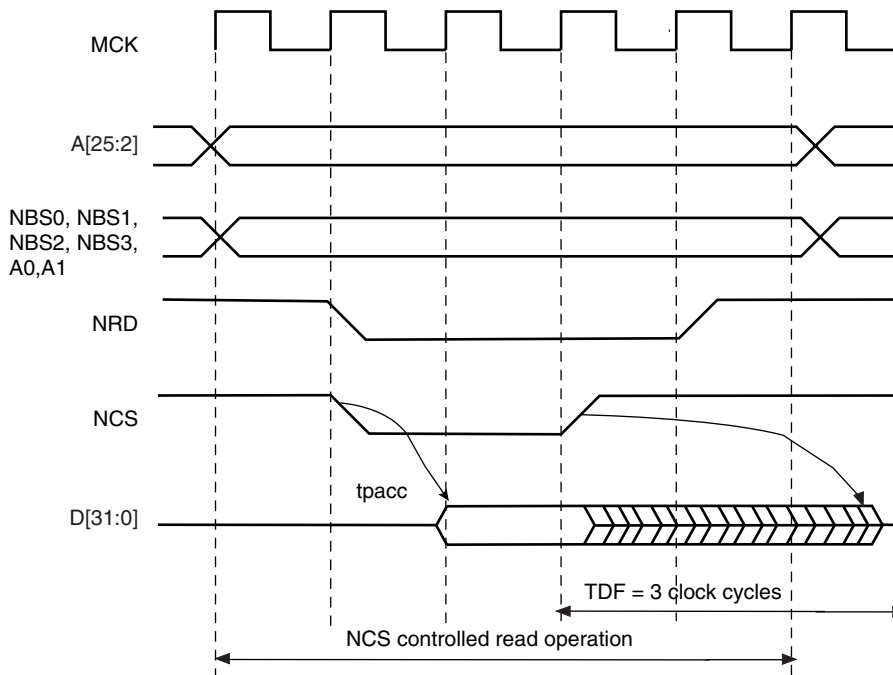 MCK
A[25:2]
NBS0, NBS1,
NBS2, NBS3,
A0,A1
NRD
NCS
tpacc
D[31:0]
TDF = 3 clock cycles
NCS controlled read operation